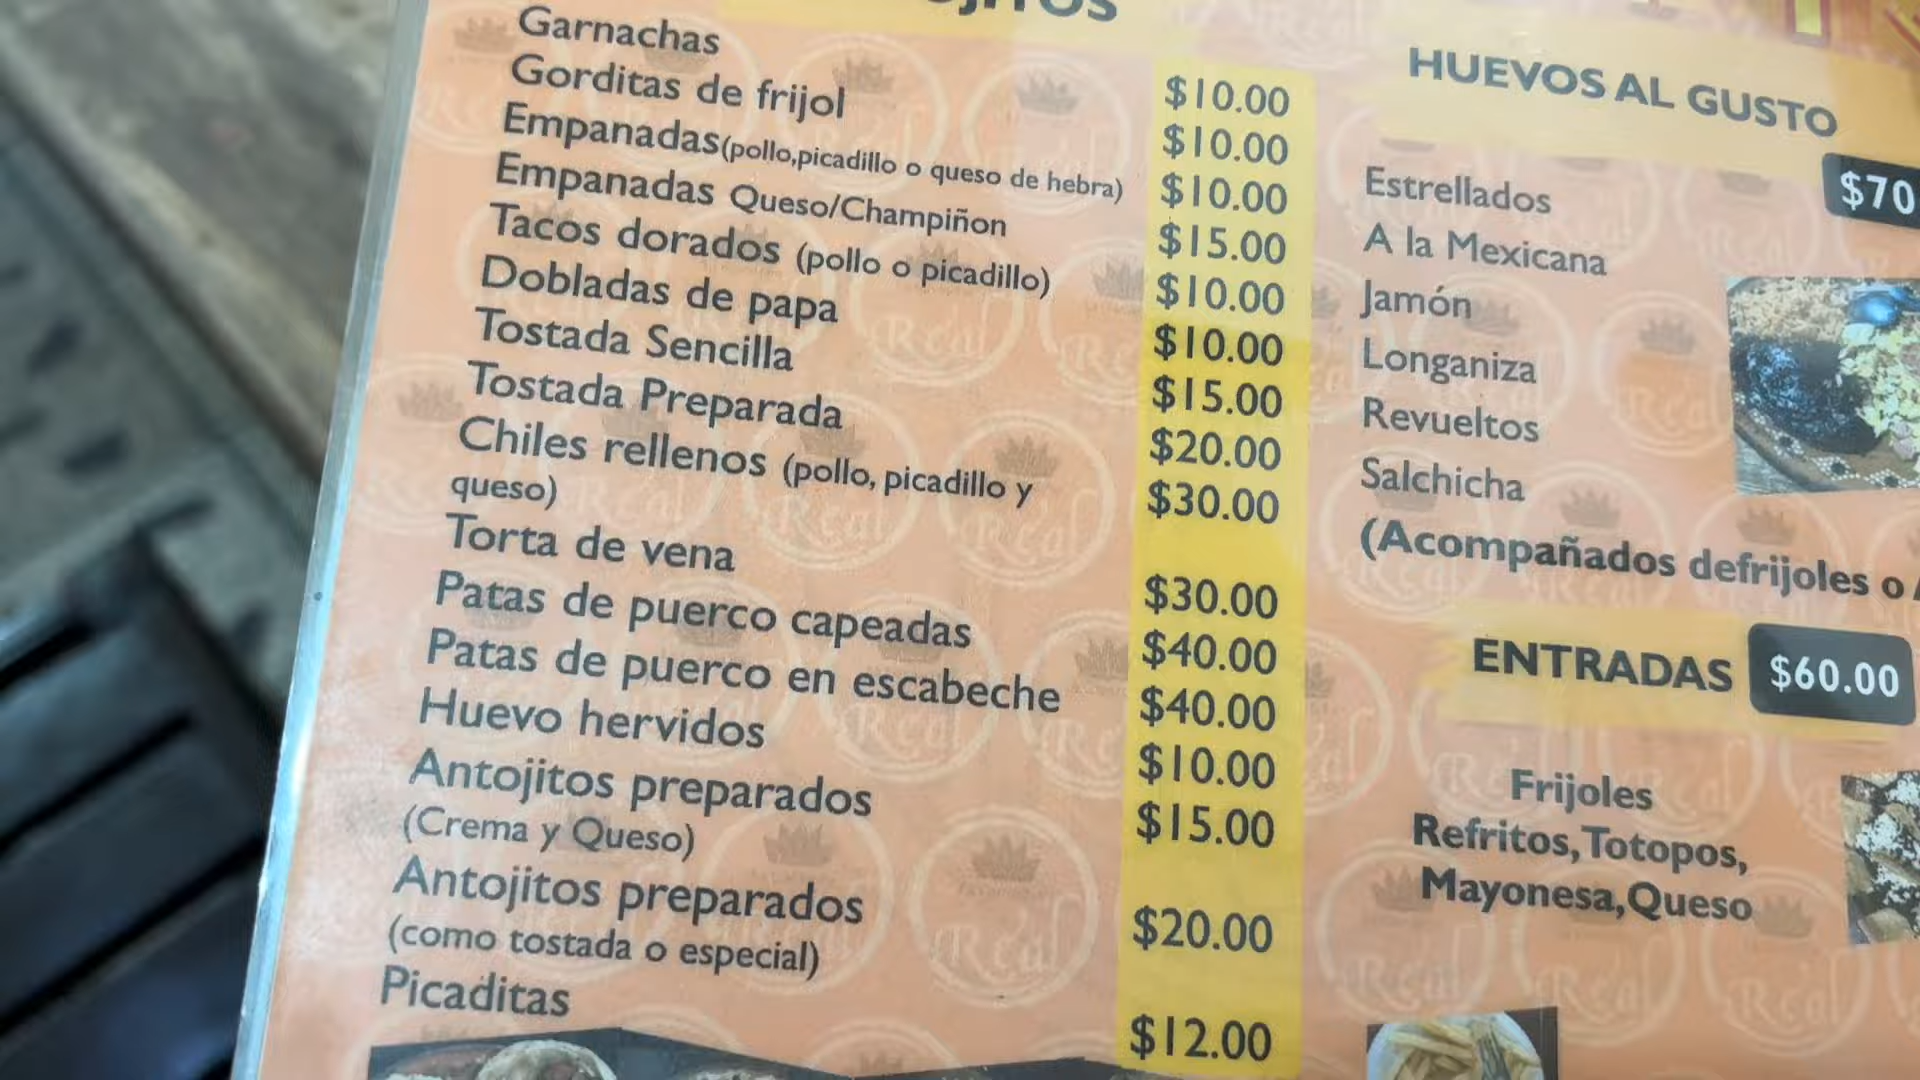 Garnachas $10.00
Gorditas de frijol $10.00
Empanadas(pollo,picadillo o queso de hebra) $10.00
Empanadas Queso/Champiñon $15.00
Tacos dorados (pollo o picadillo) $10.00
Dobladas de papa $10.00
Tostada Sencilla $15.00
Tostada Preparada $20.00
Chiles rellenos (pollo, picadillo y $30.00
queso)
Torta de vena $30.00
Patas de puerco capeadas $40.00
Patas de puerco en escabeche $40.00
Huevo hervidos $10.00
Antojitos preparados $15.00
(Crema y Queso)
Antojitos preparados $20.00
(como tostada o especial)
Picaditas $12.00
HUEVOS AL GUSTO
$70
Estrellados
A la Mexicana
Jamón
Longaniza
Revueltos
Salchicha
(Acompañados defrijoles o
ENTRADAS $60.00
Frijoles
Refritos,Totopos,
Mayonesa,Queso